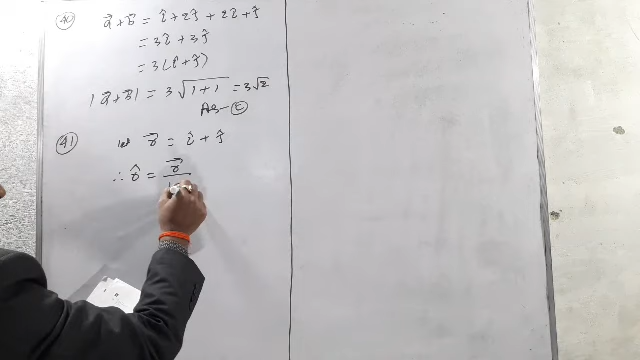 (40) a⃗ + b⃗ = î + 2ĵ + 2î + ĵ
= 3î + 3ĵ
= 3(î + ĵ)
|a⃗ + b⃗| = 3√(1+1) = 3√2
Ans – (C)
(41) let r⃗ = î + ĵ
∴ r̂ = r⃗ / |